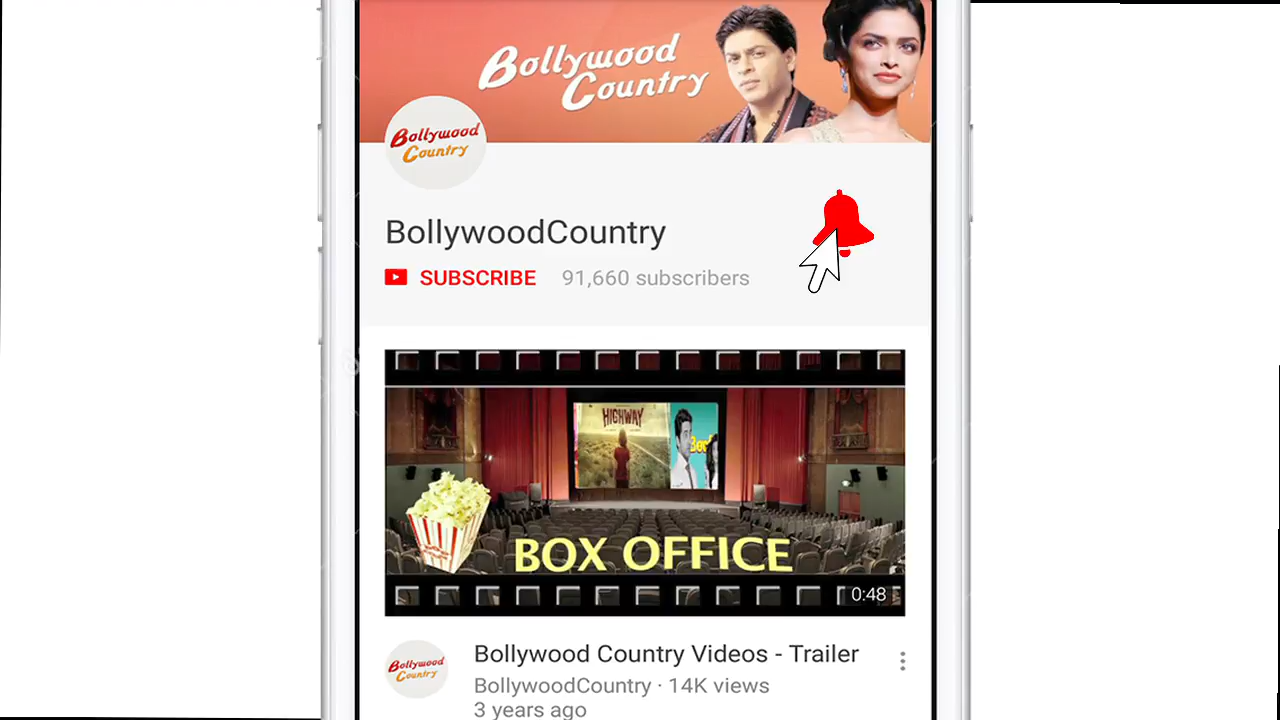 Bollywood
Country
Bollywood
Country
BollywoodCountry
SUBSCRIBE 91,660 subscribers
HIGHWAY
BOX OFFICE
0:48
Bollywood Country Videos - Trailer
Bollywood
Country
BollywoodCountry · 14K views
3 years ago